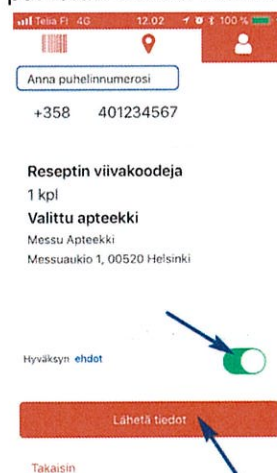 Telia FI 4G 12.02 100 %
Anna puhelinnumerosi
+358 401234567
Reseptin viivakoodeja
1 kpl
Valittu apteekki
Messu Apteekki
Messuaukio 1, 00520 Helsinki
Hyväksyn ehdot
Lähetä tiedot
Takaisin